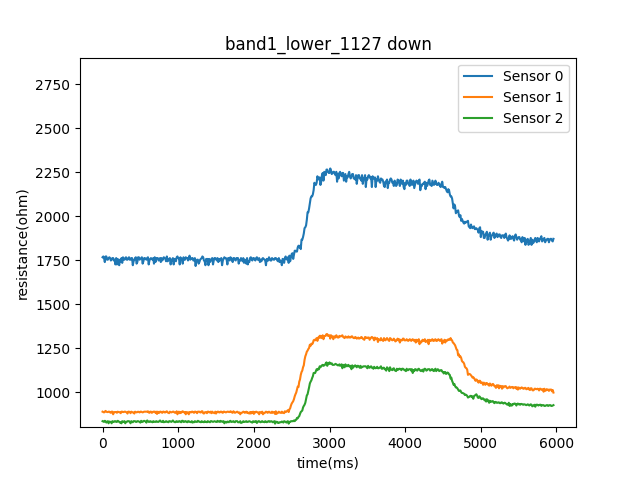 band1_lower_1127 down
Sensor 0
Sensor 1
Sensor 2
resistance(ohm)
2750
2500
2250
2000
1750
1500
1250
1000
0 1000 2000 3000 4000 5000 6000
time(ms)